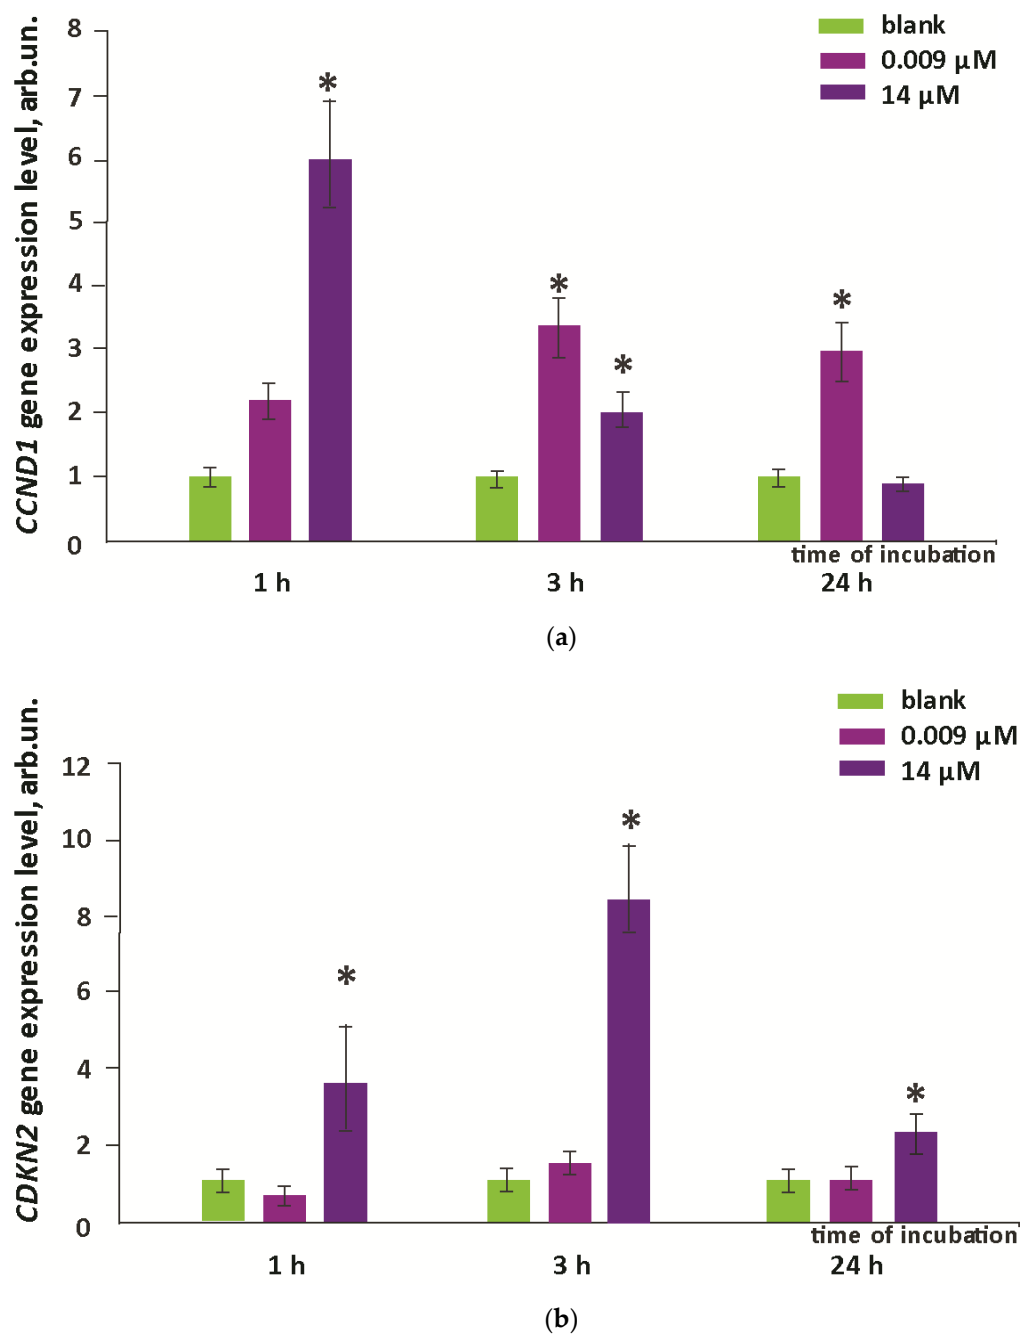 CCND1 gene expression level, arb.un.
8
7
6
5
4
3
2
1
0
blank
0.009 µM
14 µM
*
*
*
*
time of incubation
1 h
3 h
24 h
(a)
CDKN2 gene expression level, arb.un.
12
10
8
6
4
2
0
blank
0.009 µM
14 µM
*
*
*
time of incubation
1 h
3 h
24 h
(b)